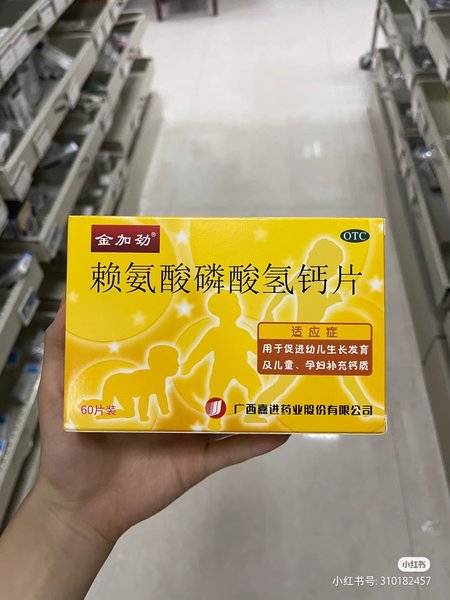 金加劲®
OTC
赖氨酸磷酸氢钙片
适应症
用于促进幼儿生长发育
及儿童、孕妇补充钙质
60片装
广西嘉进药业股份有限公司
小红书
小红书号: 310182457